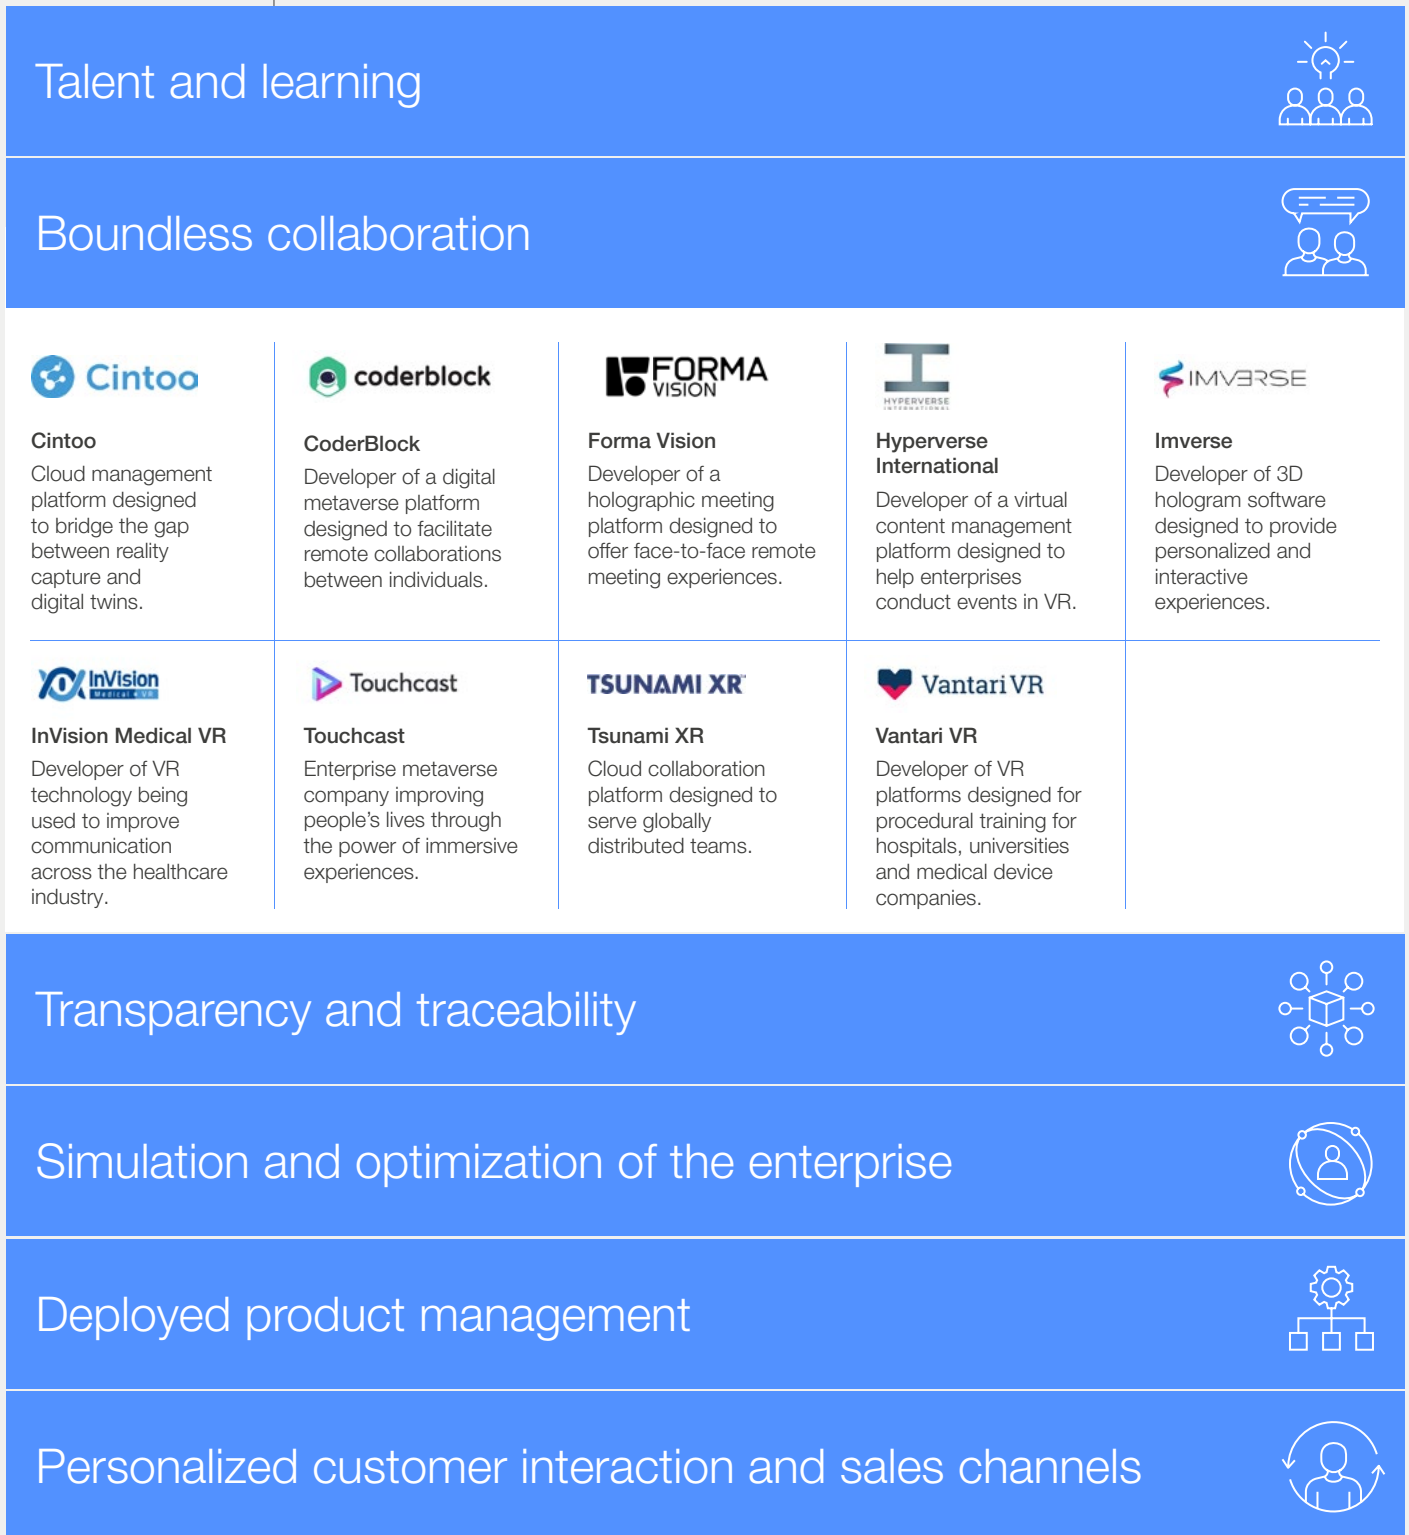 Talent and learning
Boundless collaboration
Cintoo
coderblock
FORMA
VISION
HYPERVERSE
INTERNATIONAL
IMVERSE
Cintoo
Cloud management
platform designed
to bridge the gap
between reality
capture and
digital twins.
CoderBlock
Developer of a digital
metaverse platform
designed to facilitate
remote collaborations
between individuals.
Forma Vision
Developer of a
holographic meeting
platform designed to
offer face-to-face remote
meeting experiences.
Hyperverse
International
Developer of a virtual
content management
platform designed to
help enterprises
conduct events in VR.
Imverse
Developer of 3D
hologram software
designed to provide
personalized and
interactive
experiences.
InVision
Medical VR
Touchcast
TSUNAMI XR™
Vantari VR
InVision Medical VR
Developer of VR
technology being
used to improve
communication
across the healthcare
industry.
Touchcast
Enterprise metaverse
company improving
people’s lives through
the power of immersive
experiences.
Tsunami XR
Cloud collaboration
platform designed to
serve globally
distributed teams.
Vantari VR
Developer of VR
platforms designed for
procedural training for
hospitals, universities
and medical device
companies.
Transparency and traceability
Simulation and optimization of the enterprise
Deployed product management
Personalized customer interaction and sales channels